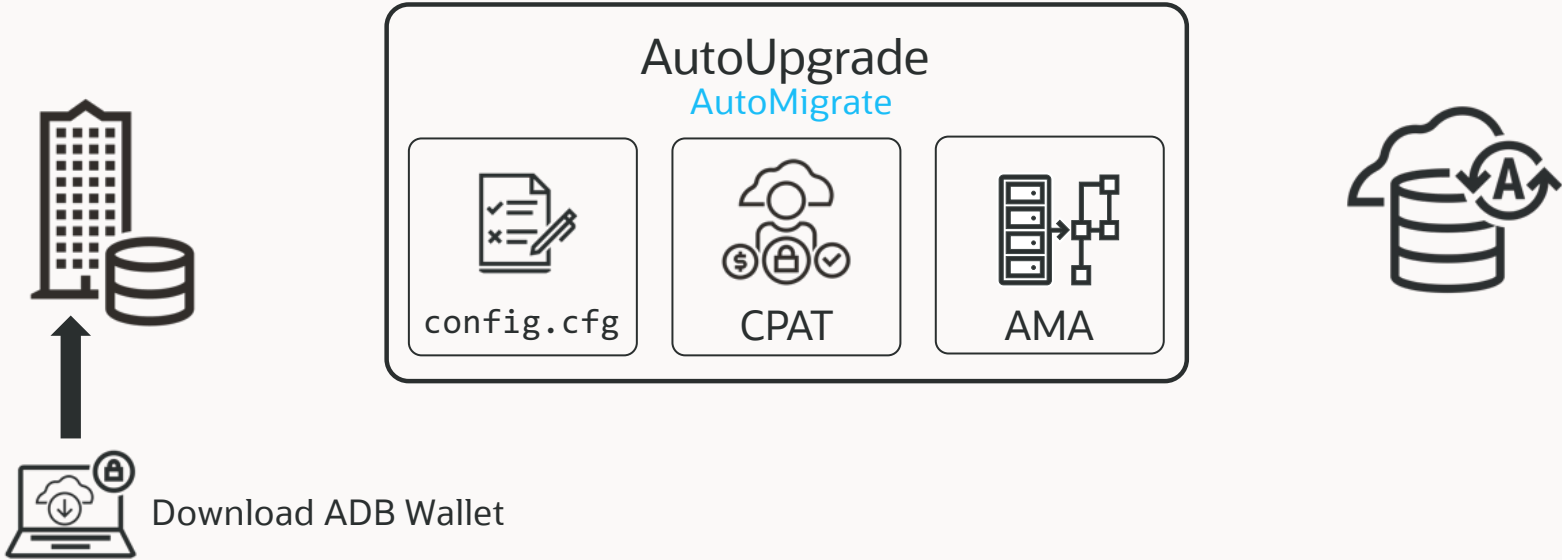 AutoUpgrade
AutoMigrate
config.cfg
CPAT
AMA
$
A
Download ADB Wallet